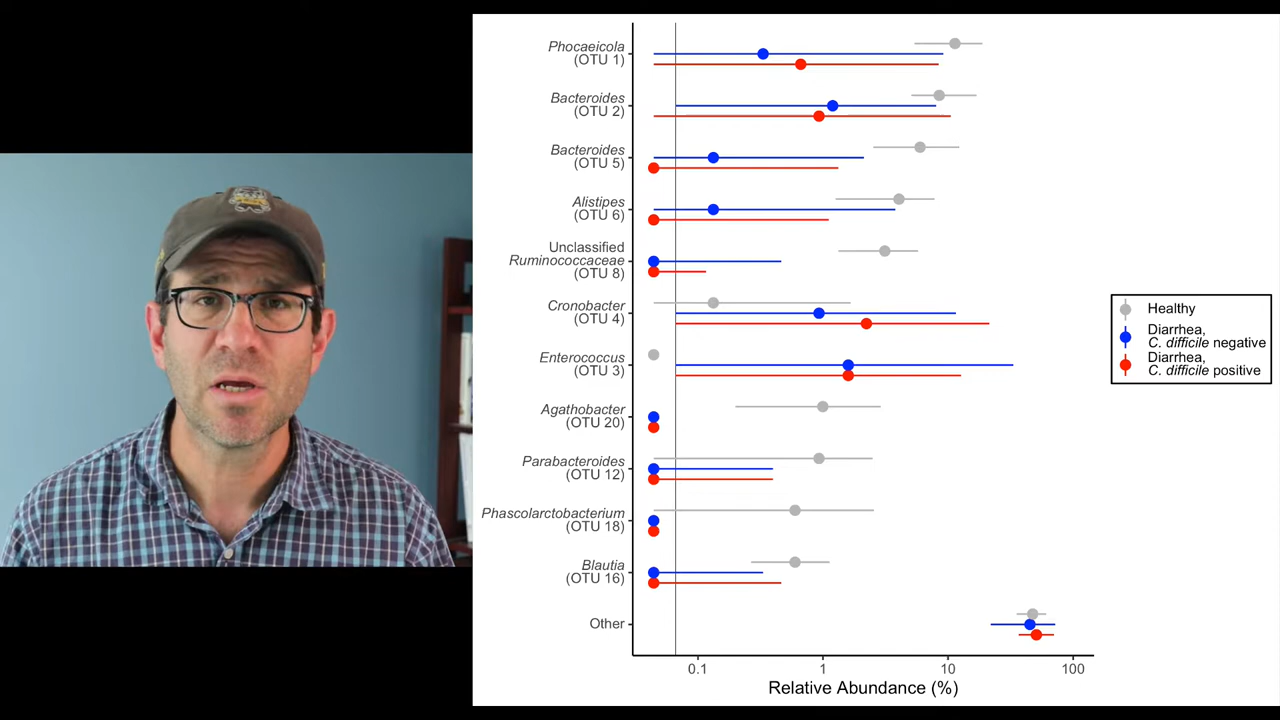 Phocaeicola
(OTU 1)
Bacteroides
(OTU 2)
Bacteroides
(OTU 5)
Alistipes
(OTU 6)
Unclassified
Ruminococcaceae
(OTU 8)
Cronobacter
(OTU 4)
Enterococcus
(OTU 3)
Agathobacter
(OTU 20)
Parabacteroides
(OTU 12)
Phascolarctobacterium
(OTU 18)
Blautia
(OTU 16)
Other
0.1 1 10 100
Relative Abundance (%)
Healthy
Diarrhea,
C. difficile negative
Diarrhea,
C. difficile positive